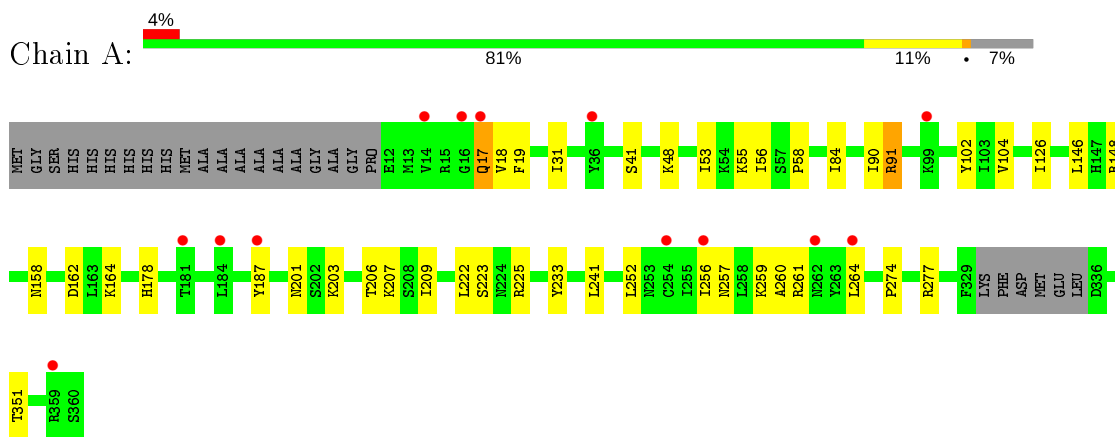 4%
Chain A:
81% 11% • 7%
MET GLY SER HIS HIS HIS HIS HIS HIS MET ALA ALA ALA ALA ALA ALA GLY ALA GLY PRO E12 M13 V14 R15 G16 Q17 V18 F19 I31 Y36 S41 K48 I53 K54 K55 I56 S57 P58 I84 I90 R91 K99 Y102 I103 V104 I126 L146 H147 R148
N158 D162 L163 K164 H178 T181 L184 Y187 N201 S202 K203 T206 K207 S208 I209 L222 S223 N224 R225 Y233 L241 L252 N253 C254 I255 I256 N257 L258 K259 A260 R261 N262 Y263 L264 P274 R277 F329 LYS PHE ASP MET GLU LEU D336
T351 R359 S360